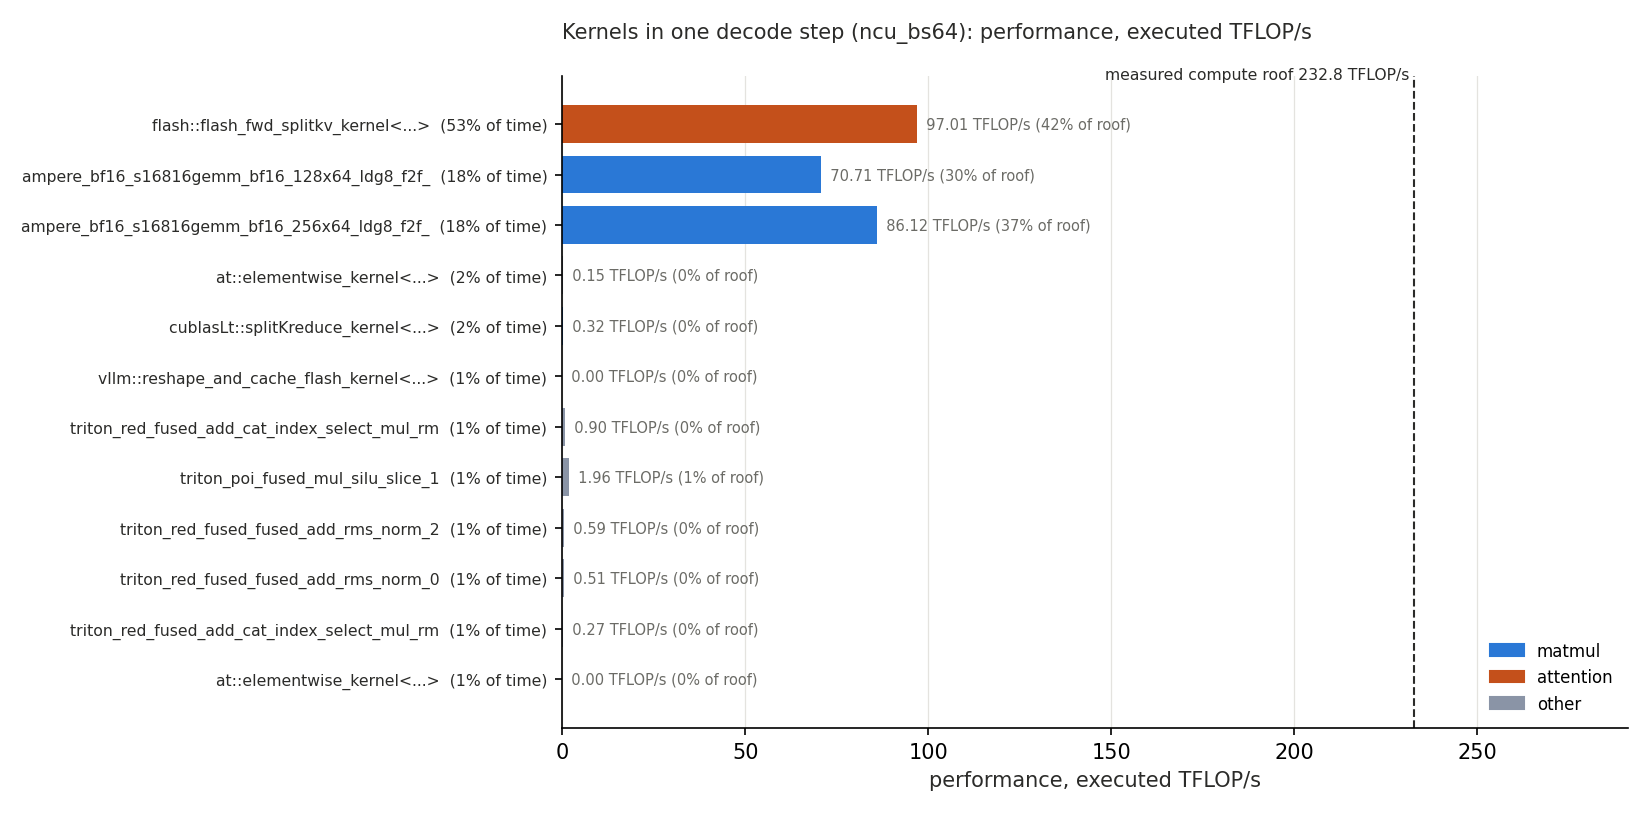 Kernels in one decode step (ncu_bs64): performance, executed TFLOP/s
measured compute roof 232.8 TFLOP/s
flash::flash_fwd_splitkv_kernel<...>  (53% of time) 97.01 TFLOP/s (42% of roof)
ampere_bf16_s16816gemm_bf16_128x64_ldg8_f2f_  (18% of time) 70.71 TFLOP/s (30% of roof)
ampere_bf16_s16816gemm_bf16_256x64_ldg8_f2f_  (18% of time) 86.12 TFLOP/s (37% of roof)
at::elementwise_kernel<...>  (2% of time) 0.15 TFLOP/s (0% of roof)
cublasLt::splitKreduce_kernel<...>  (2% of time) 0.32 TFLOP/s (0% of roof)
vllm::reshape_and_cache_flash_kernel<...>  (1% of time) 0.00 TFLOP/s (0% of roof)
triton_red_fused_add_cat_index_select_mul_rm  (1% of time) 0.90 TFLOP/s (0% of roof)
triton_poi_fused_mul_silu_slice_1  (1% of time) 1.96 TFLOP/s (1% of roof)
triton_red_fused_fused_add_rms_norm_2  (1% of time) 0.59 TFLOP/s (0% of roof)
triton_red_fused_fused_add_rms_norm_0  (1% of time) 0.51 TFLOP/s (0% of roof)
triton_red_fused_add_cat_index_select_mul_rm  (1% of time) 0.27 TFLOP/s (0% of roof)
at::elementwise_kernel<...>  (1% of time) 0.00 TFLOP/s (0% of roof)
matmul
attention
other
0 50 100 150 200 250
performance, executed TFLOP/s